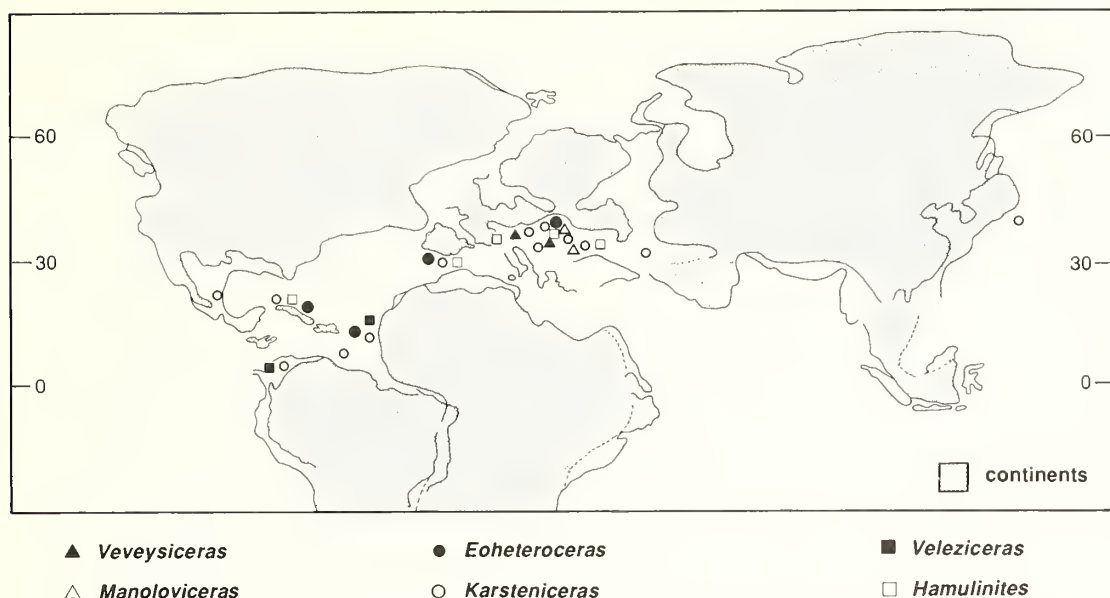 60 60
30 30
0 0
continents
▲ Veveysiceras ● Eoheteroceras ■ Veleziceras
△ Manoloviceras ○ Karsteniceras □ Hamulinites